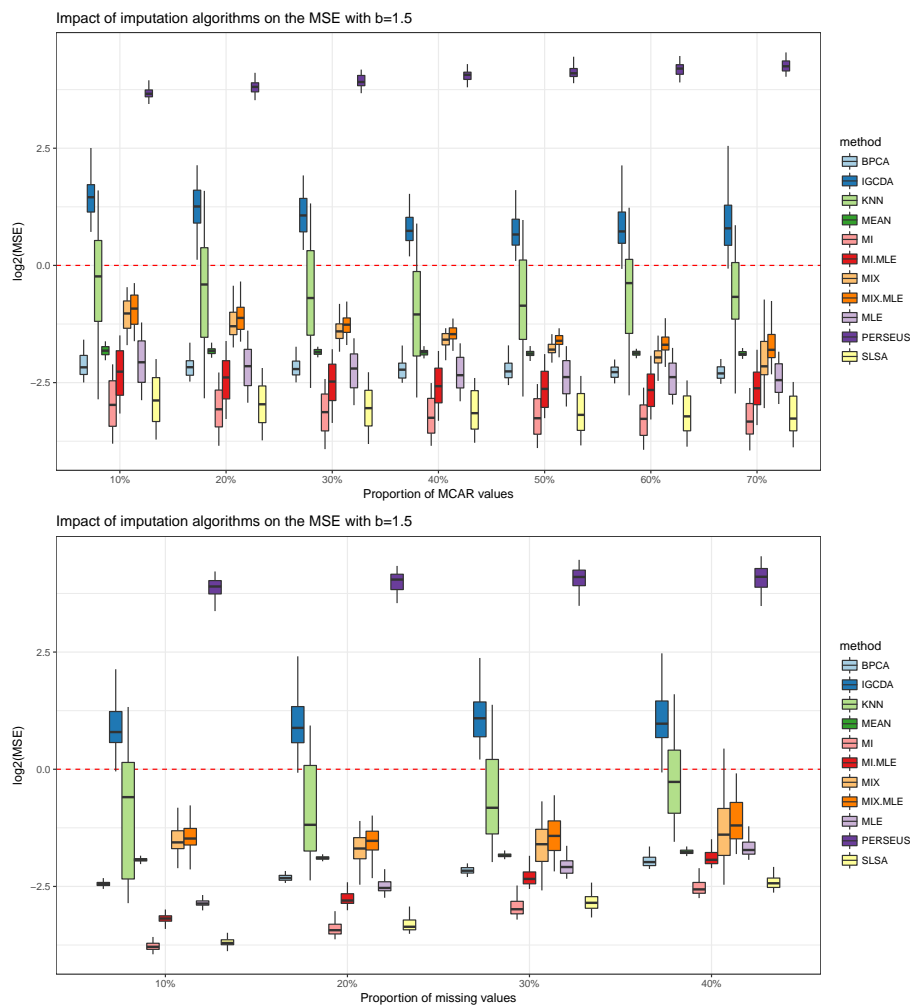 Impact of imputation algorithms on the MSE with b=1.5
log2(MSE)
2.5
0.0
−2.5
10%
20%
30%
40%
50%
60%
70%
Proportion of MCAR values
method
BPCA
IGCDA
KNN
MEAN
MI
MI.MLE
MIX
MIX.MLE
MLE
PERSEUS
SLSA
Impact of imputation algorithms on the MSE with b=1.5
log2(MSE)
2.5
0.0
−2.5
10%
20%
30%
40%
Proportion of missing values
method
BPCA
IGCDA
KNN
MEAN
MI
MI.MLE
MIX
MIX.MLE
MLE
PERSEUS
SLSA